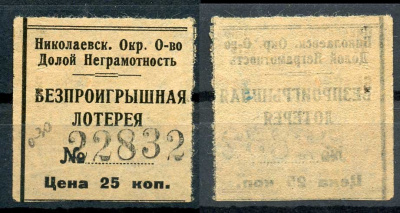 Николаевск. Окр. О-во
Долой Неграмотность
БЕЗПРОИГРЫШНАЯ
ЛОТЕРЕЯ
№ 22832
Цена 25 коп.